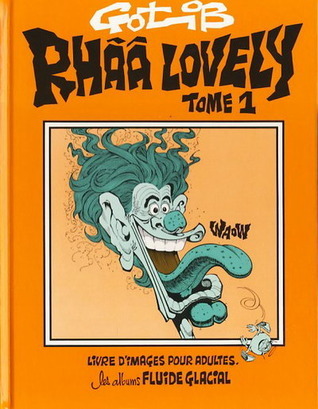 GOTLIB
RHÂÂ LOVELY
TOME 1
WAOW
LIVRE D'IMAGES POUR ADULTES.
les albums FLUIDE GLACIAL